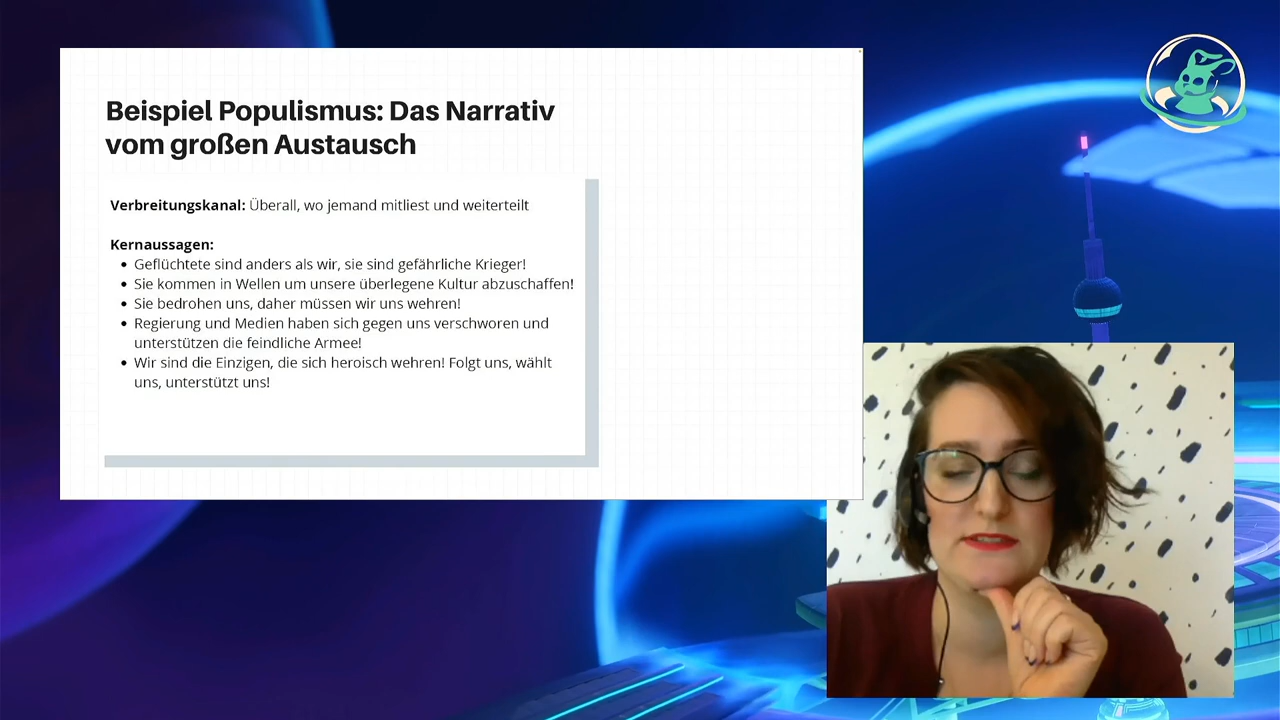 Beispiel Populismus: Das Narrativ
vom großen Austausch
Verbreitungskanal: Überall, wo jemand mitliest und weiterteilt
Kernaussagen:
• Geflüchtete sind anders als wir, sie sind gefährliche Krieger!
• Sie kommen in Wellen um unsere überlegene Kultur abzuschaffen!
• Sie bedrohen uns, daher müssen wir uns wehren!
• Regierung und Medien haben sich gegen uns verschworen und
unterstützen die feindliche Armee!
• Wir sind die Einzigen, die sich heroisch wehren! Folgt uns, wählt
uns, unterstützt uns!